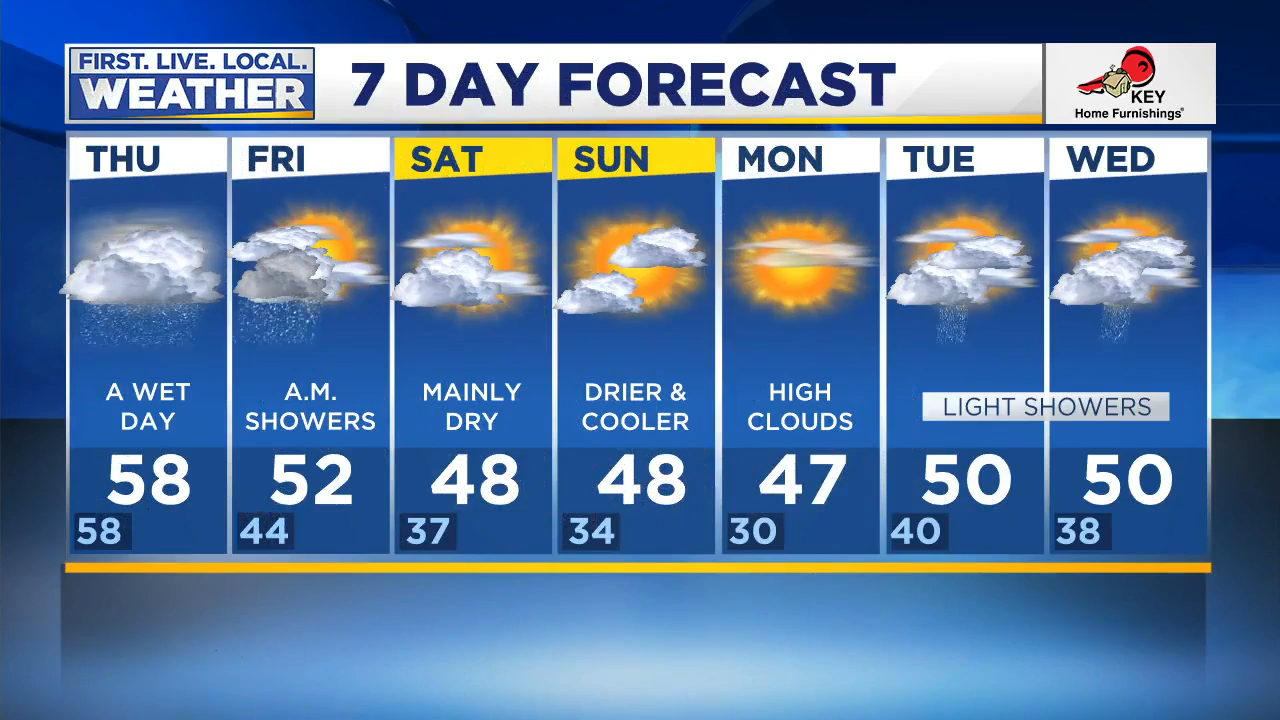 FIRST. LIVE. LOCAL.
WEATHER
7 DAY FORECAST
KEY
Home Furnishings®
THU
FRI
SAT
SUN
MON
TUE
WED
A WET
DAY
A.M.
SHOWERS
MAINLY
DRY
DRIER &
COOLER
HIGH
CLOUDS
LIGHT SHOWERS
58
52
48
48
47
50
50
58
44
37
34
30
40
38